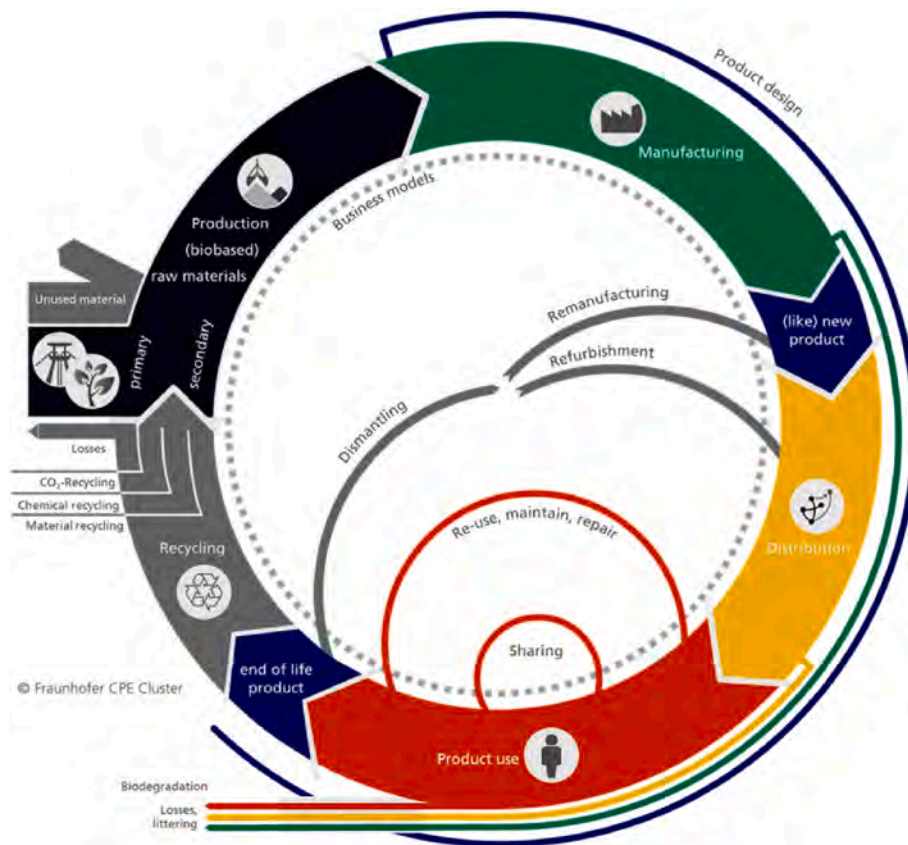 Product design
Manufacturing
Business models
Production
(biobased)
raw materials
Unused material
primary
secondary
Remanufacturing
(like) new
product
Refurbishment
Dismantling
Losses
CO₂-Recycling
Chemical recycling
Material recycling
Re-use, maintain, repair
Distribution
Recycling
Sharing
end of life
product
© Fraunhofer CPE Cluster
Product use
Biodegradation
Losses,
littering